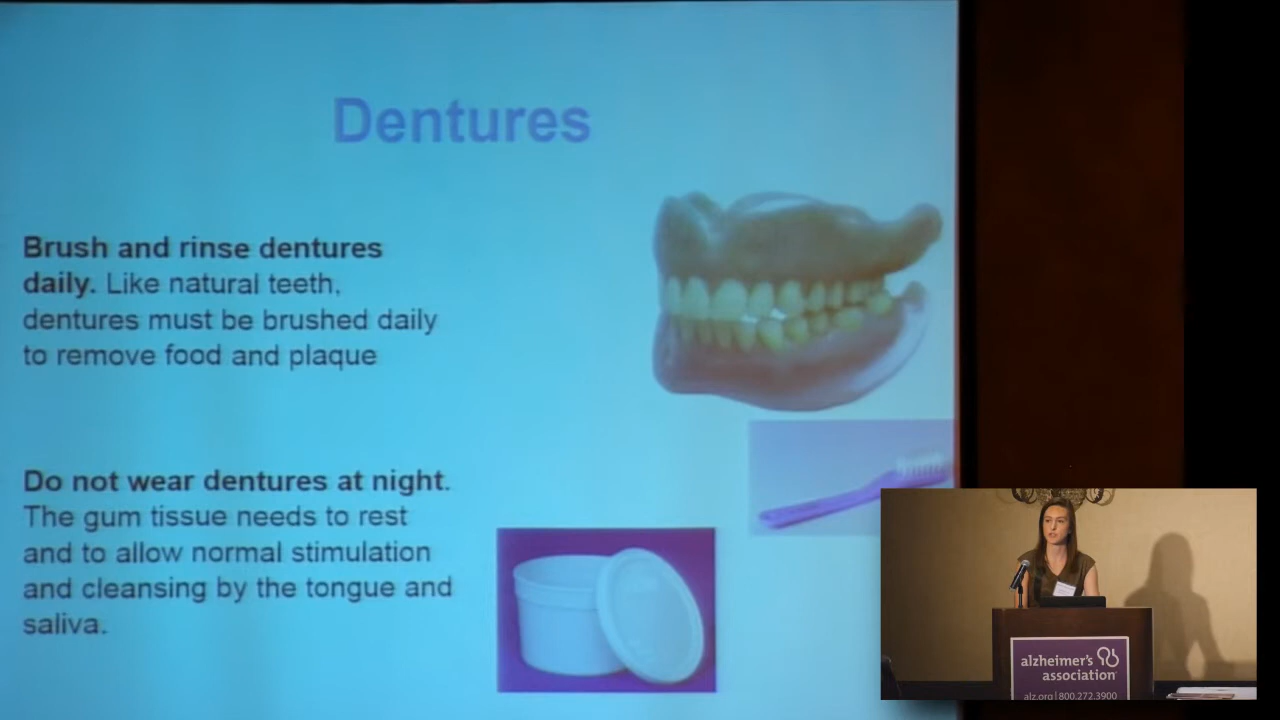 Dentures
Brush and rinse dentures
daily. Like natural teeth,
dentures must be brushed daily
to remove food and plaque
Do not wear dentures at night.
The gum tissue needs to rest
and to allow normal stimulation
and cleansing by the tongue and
saliva.
alzheimer's
association
alz.org | 800.272.3900